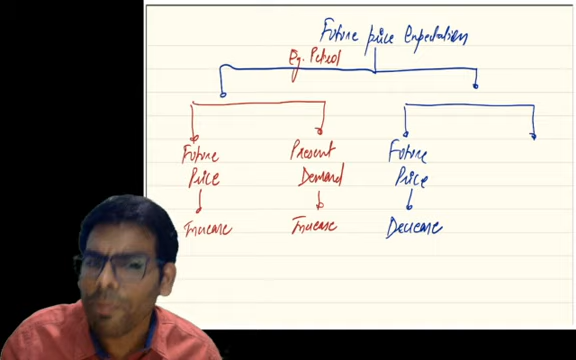 Future price Expectation
Eg. Petrol
Future Present Future
Price Demand Price
Increase Increase Decrease